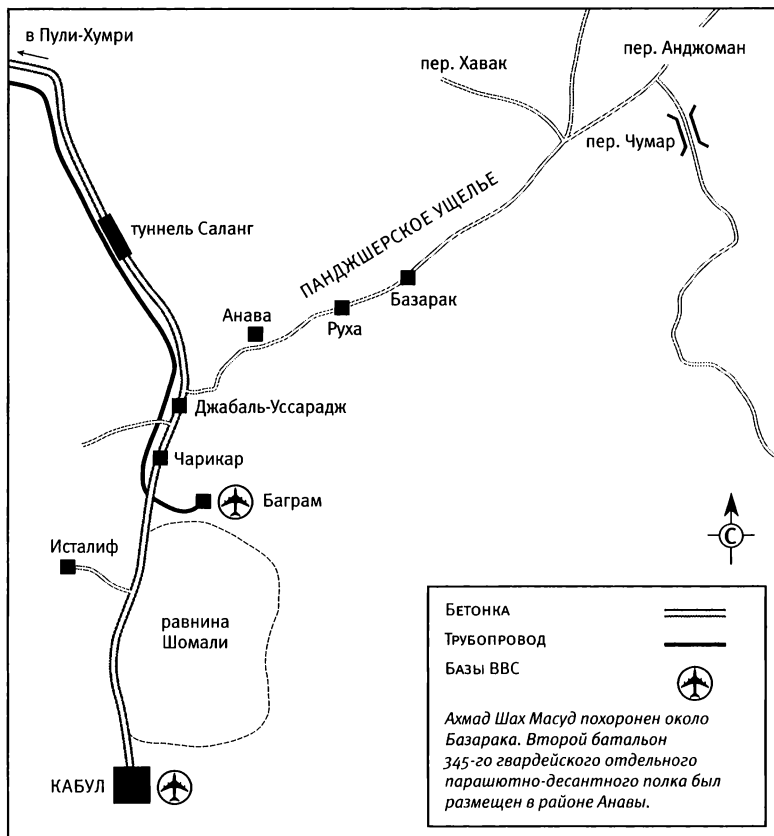 в Пули-Хумри
пер. Хавак
пер. Анджоман
пер. Чумар
туннель Саланг
ПАНДЖШЕРСКОЕ УЩЕЛЬЕ
Базарак
Анава
Руха
Джабаль-Уссарадж
Чарикар
Баграм
С
Исталиф
равнина
Шомали
КАБУЛ
Бетонка
Трубопровод
Базы ВВС
Ахмад Шах Масуд похоронен около
Базарака. Второй батальон
345-го гвардейского отдельного
парашютно-десантного полка был
размещен в районе Анавы.